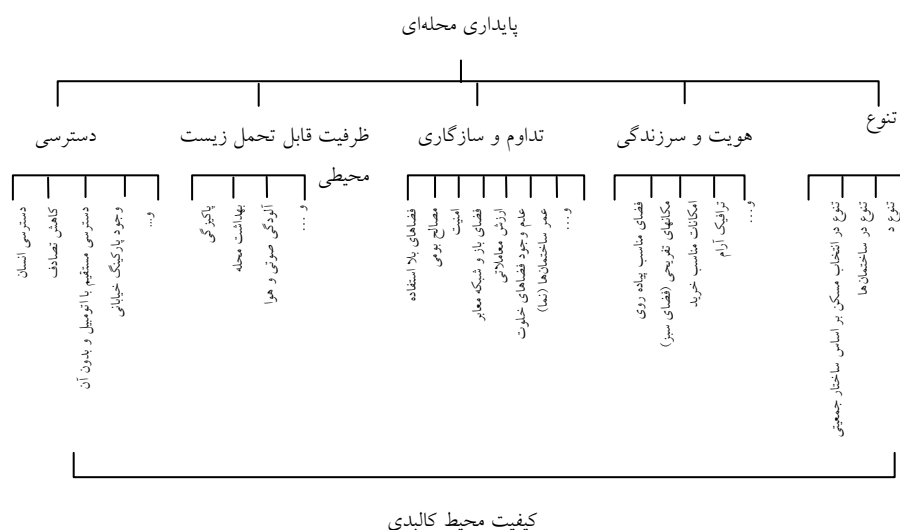 پایداری محله‌ای
تنوع
هویت و سرزندگی
تداوم و سازگاری
ظرفیت قابل تحمل زیست
محیطی
دسترسی
تنوع د
تنوع در ساختمان‌ها
تنوع در انتخاب مسکن بر اساس ساختار جمعیتی
و....
ترافیک آرام
امکانات مناسب خرید
مکانهای تفریحی (فضای سبز)
فضای مناسب پیاده روی
و....
عمر ساختمان‌ها (نما)
عدم وجود فضاهای خلوت
ارزش معاملاتی
فضای باز و شبکه معابر
امنیت
مصالح بومی
فضاهای بلا استفاده
و ....
آلودگی صوتی و هوا
بهداشت محله
پاکیزگی
و...
وجود پارکینگ خیابانی
دسترسی مستقیم با اتومبیل و بدون آن
کاهش تصادف
دسترسی انسان
کیفیت محیط کالبدی